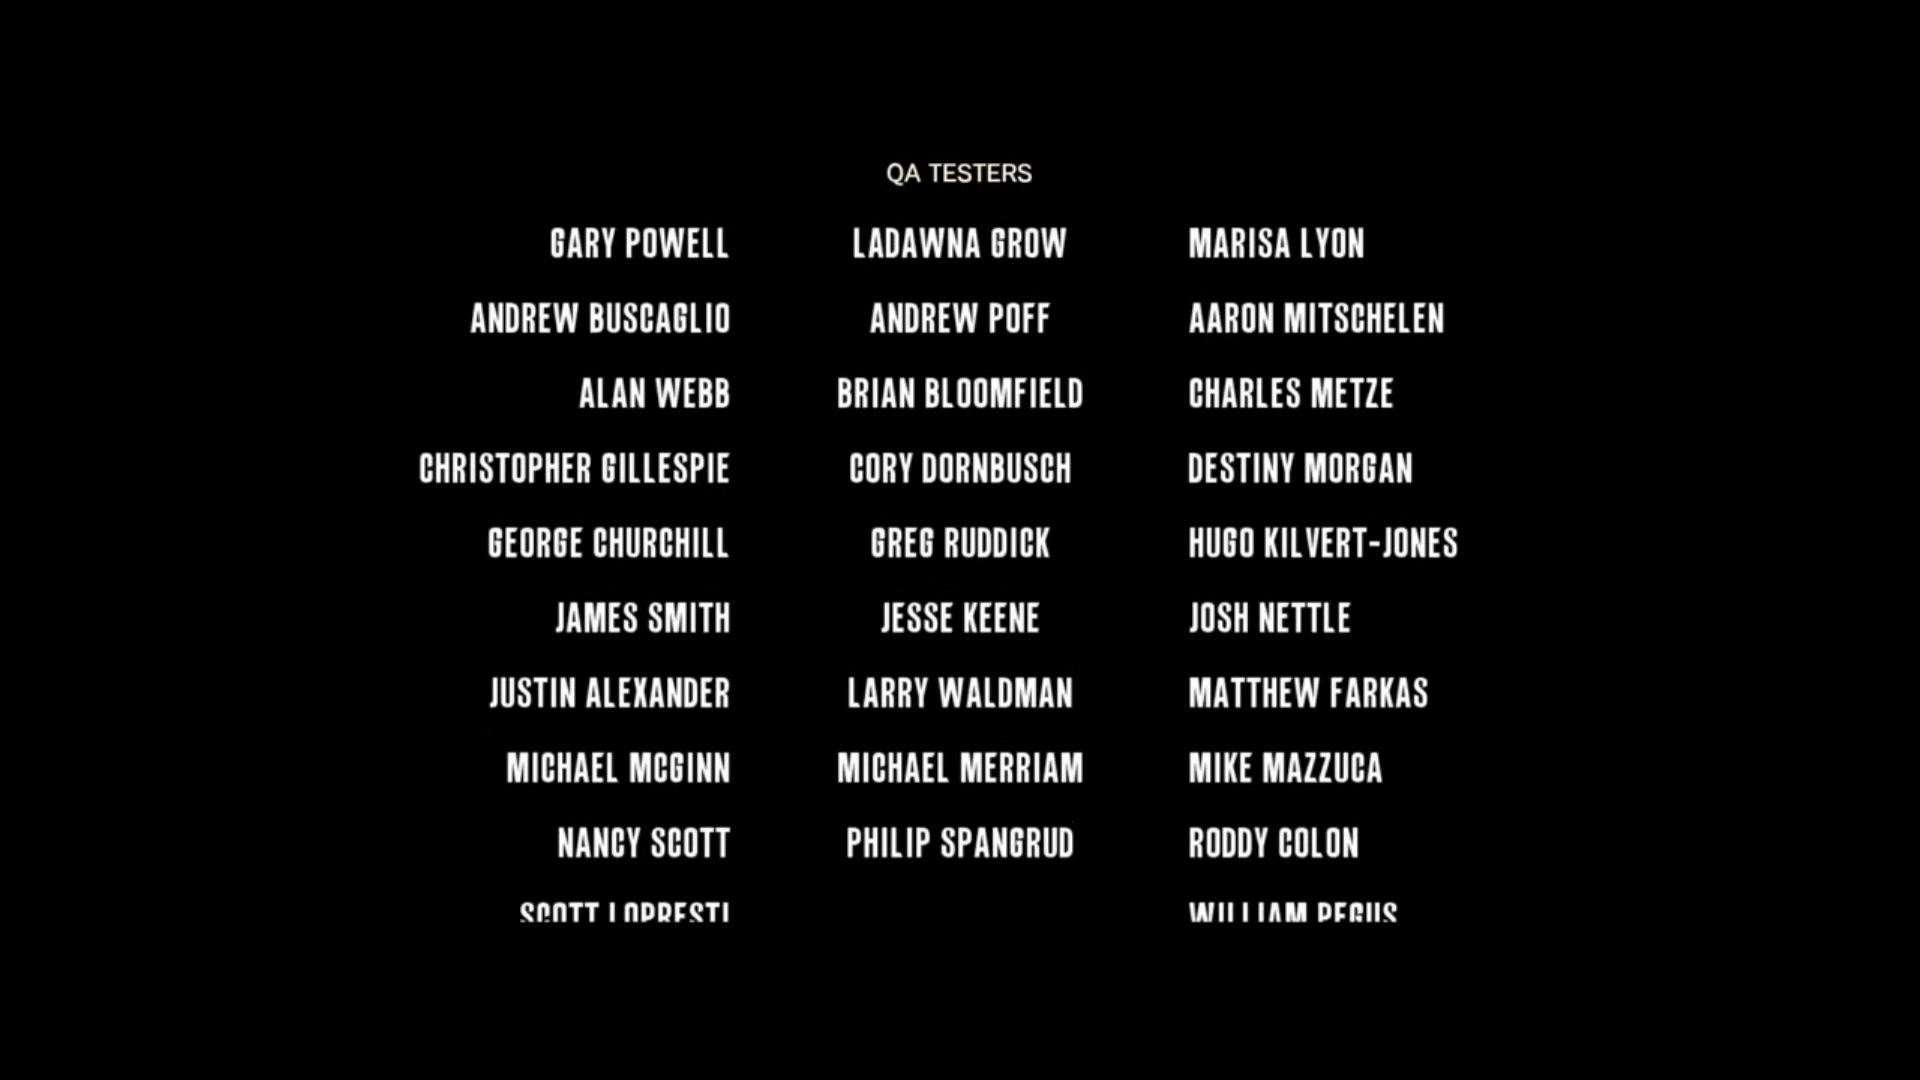 QA TESTERS
GARY POWELL LADAWNA GROW MARISA LYON
ANDREW BUSCAGLIO ANDREW POFF AARON MITSCHELEN
ALAN WEBB BRIAN BLOOMFIELD CHARLES METZE
CHRISTOPHER GILLESPIE CORY DORNBUSCH DESTINY MORGAN
GEORGE CHURCHILL GREG RUDDICK HUGO KILVERT-JONES
JAMES SMITH JESSE KEENE JOSH NETTLE
JUSTIN ALEXANDER LARRY WALDMAN MATTHEW FARKAS
MICHAEL MCGINN MICHAEL MERRIAM MIKE MAZZUCA
NANCY SCOTT PHILIP SPANGRUD RODDY COLON
SCOTT LOPRESTI WILLIAM